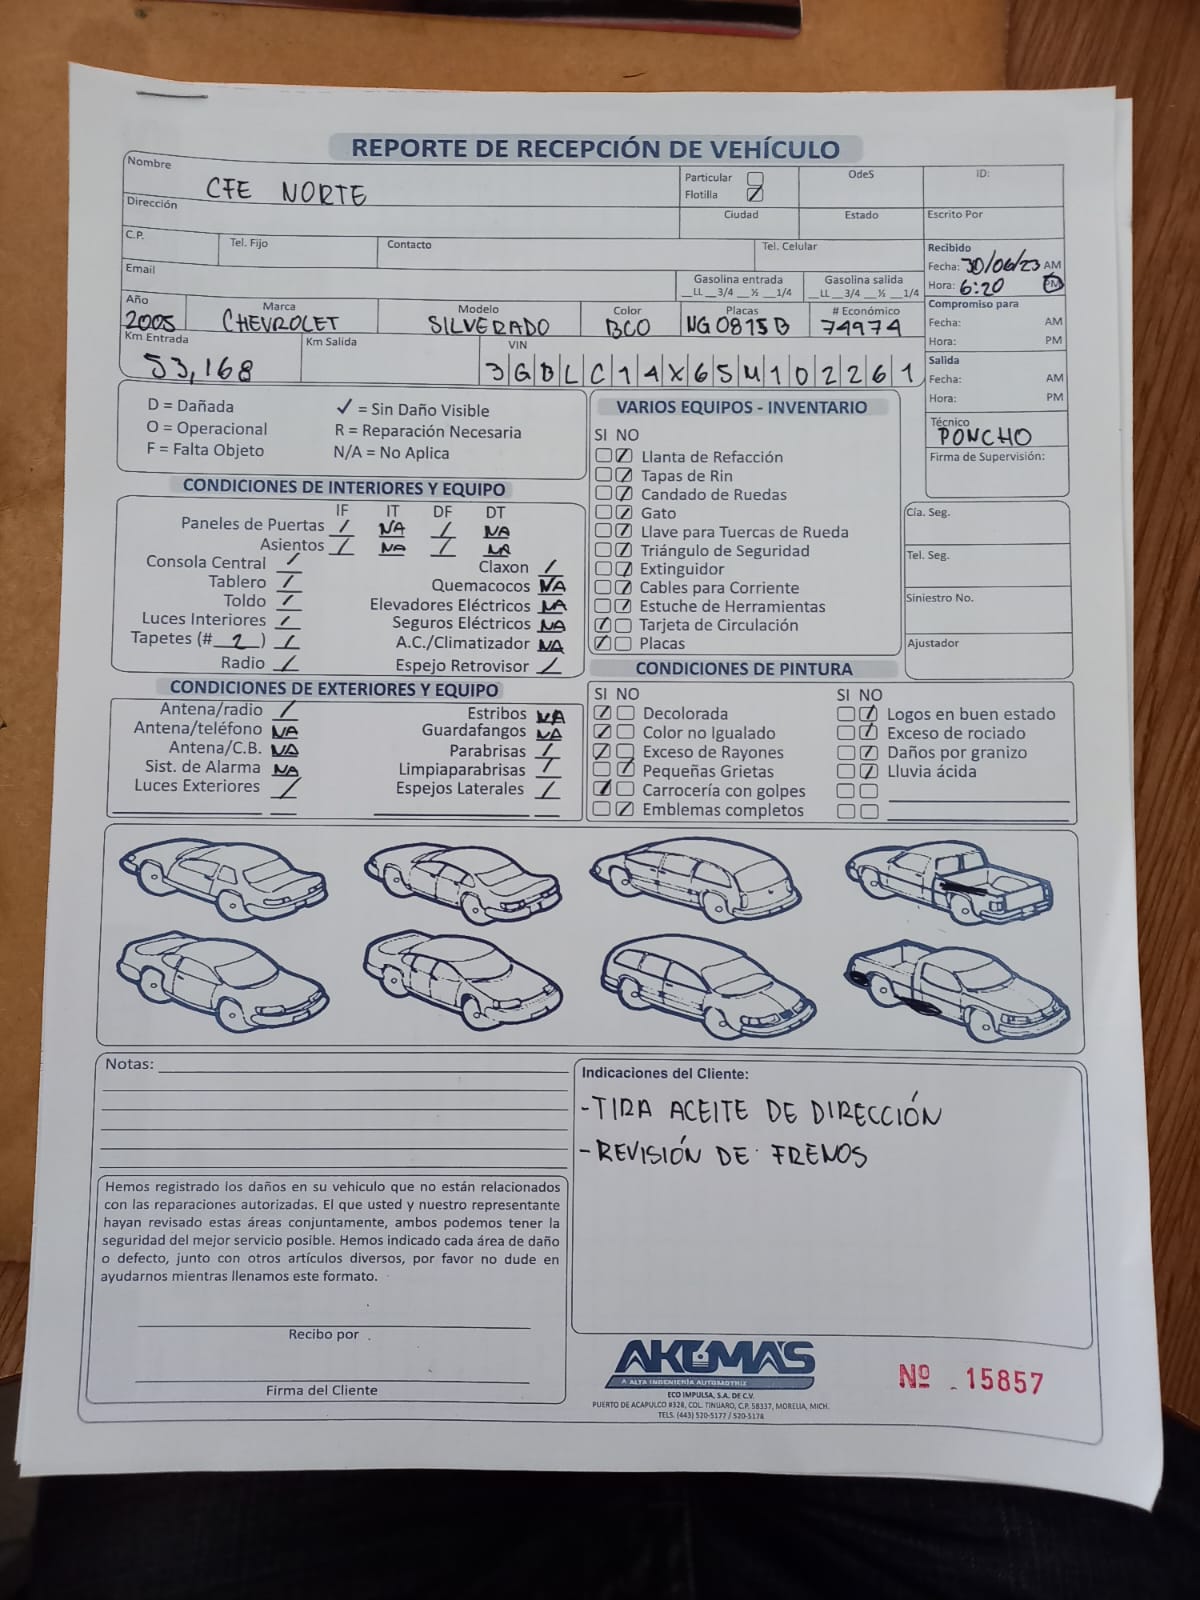 REPORTE DE RECEPCIÓN DE VEHÍCULO
Nombre CFE NORTE
Particular
Flotilla /
OdeS
ID:
Dirección
Ciudad
Estado
Escrito Por
C.P.
Tel. Fijo
Contacto
Tel. Celular
Recibido
Fecha: 30/06/23 AM
Hora: 6:20 PM
Email
Gasolina entrada
__LL __3/4 __½ __1/4
Gasolina salida
__LL __3/4 __½ __1/4
Compromiso para
Fecha: AM
Hora: PM
Año 2005
Marca CHEVROLET
Modelo SILVERADO
Color BCO
Placas NG0815B
# Económico 74974
Km Entrada 53,168
Km Salida
VIN 3GBLC14X65M102261
Salida
Fecha: AM
Hora: PM
Técnico
PONCHO
Firma de Supervisión:
D = Dañada ✓ = Sin Daño Visible
O = Operacional R = Reparación Necesaria
F = Falta Objeto N/A = No Aplica
CONDICIONES DE INTERIORES Y EQUIPO
IF IT DF DT
Paneles de Puertas / NA / NA
Asientos / NA / NA
Consola Central / Claxon /
Tablero / Quemacocos NA
Toldo / Elevadores Eléctricos NA
Luces Interiores / Seguros Eléctricos NA
Tapetes (# 2 ) / A.C./Climatizador NA
Radio / Espejo Retrovisor /
CONDICIONES DE EXTERIORES Y EQUIPO
Antena/radio / Estribos NA
Antena/teléfono NA Guardafangos NA
Antena/C.B. NA Parabrisas /
Sist. de Alarma NA Limpiaparabrisas /
Luces Exteriores / Espejos Laterales /
VARIOS EQUIPOS - INVENTARIO
SI NO
Llanta de Refacción
Tapas de Rin
Candado de Ruedas
Gato
Llave para Tuercas de Rueda
Triángulo de Seguridad
Extinguidor
Cables para Corriente
Estuche de Herramientas
Tarjeta de Circulación
Placas
Cía. Seg.
Tel. Seg.
Siniestro No.
Ajustador
CONDICIONES DE PINTURA
SI NO SI NO
Decolorada Logos en buen estado
Color no Igualado Exceso de rociado
Exceso de Rayones Daños por granizo
Pequeñas Grietas Lluvia ácida
Carrocería con golpes
Emblemas completos
Notas:
Indicaciones del Cliente:
-TIRA ACEITE DE DIRECCIÓN
-REVISIÓN DE FRENOS
Hemos registrado los daños en su vehículo que no están relacionados
con las reparaciones autorizadas. El que usted y nuestro representante
hayan revisado estas áreas conjuntamente, ambos podemos tener la
seguridad del mejor servicio posible. Hemos indicado cada área de daño
o defecto, junto con otros artículos diversos, por favor no dude en
ayudarnos mientras llenamos este formato.
Recibo por
Firma del Cliente
AKTMA'S
ALTA INGENIERÍA AUTOMOTRIZ
ECO IMPULSA, S.A. DE C.V.
PUERTO DE ACAPULCO #328, COL. TINIJARO, C.P. 58337, MORELIA, MICH.
TELS. (443) 520-5177 / 520-5178
Nº 15857